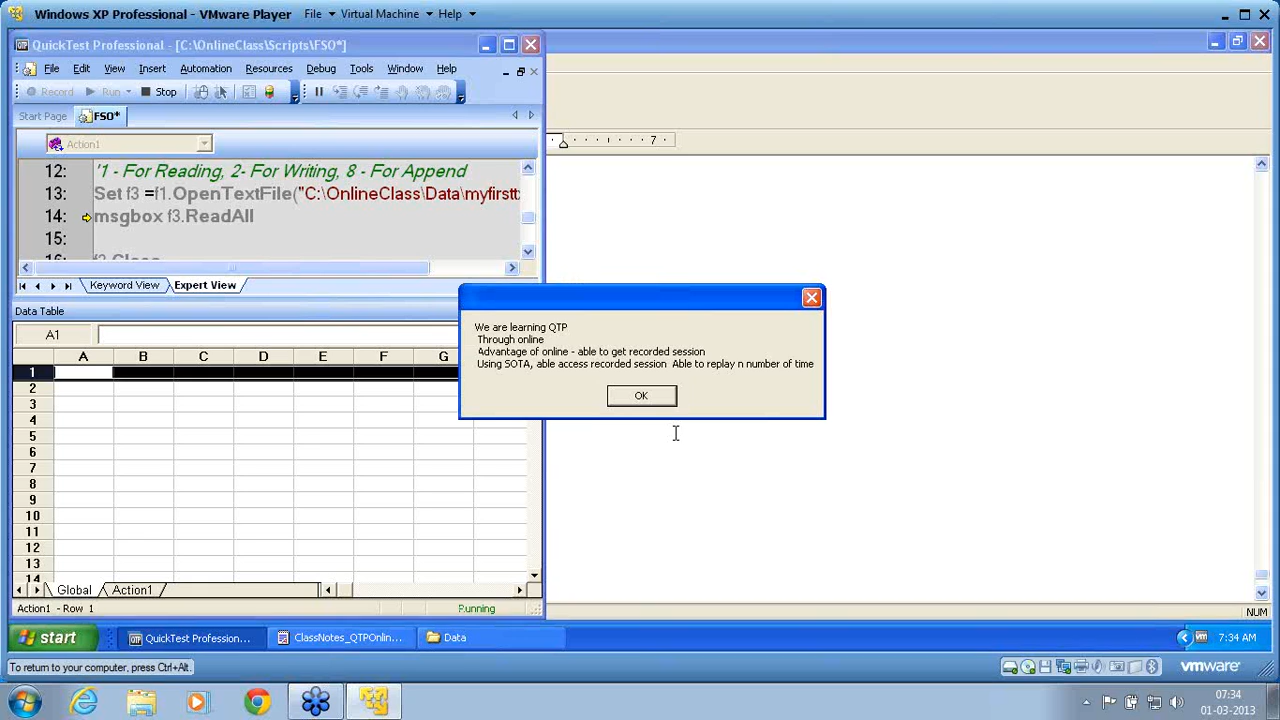 Windows XP Professional - VMware Player File Virtual Machine Help
QuickTest Professional - [C:\OnlineClass\Scripts\FSO*]
File Edit View Insert Automation Resources Debug Tools Window Help
Record Run Stop
Start Page FSO*
7
Action1
12: '1 - For Reading, 2- For Writing, 8 - For Append
13: Set f3 =f1.OpenTextFile("C:\OnlineClass\Data\myfirstt
14: msgbox f3.ReadAll
15:
16: f3.Close
Keyword View Expert View
Data Table
A1
A B C D E F G
1
2
3
4
5
6
7
8
9
10
11
12
13
14
We are learning QTP
Through online
Advantage of online - able to get recorded session
Using SOTA, able access recorded session Able to replay n number of time
OK
Global Action1
Action1 - Row 1 Running
NUM
start QuickTest Profession... ClassNotes_QTPOnlin... Data 7:34 AM
To return to your computer, press Ctrl+Alt. vmware
07:34
01-03-2013